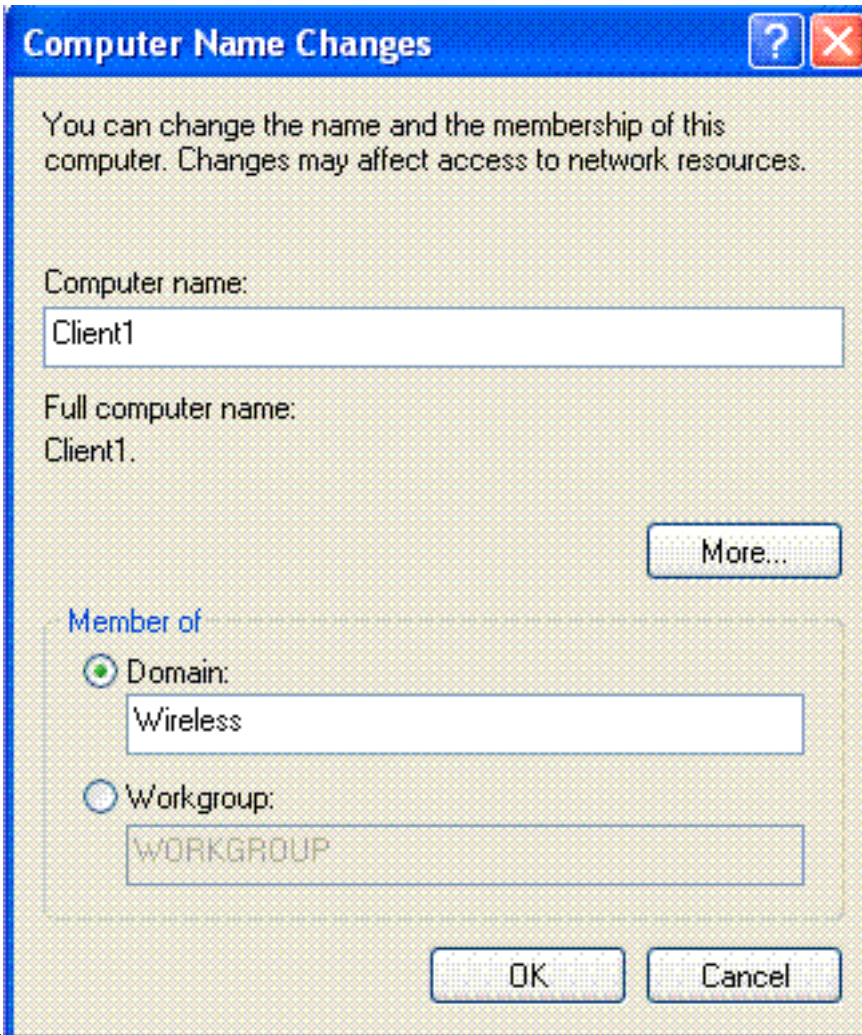 Computer Name Changes
You can change the name and the membership of this
computer. Changes may affect access to network resources.
Computer name:
Client1
Full computer name:
Client1.
More...
Member of
Domain:
Wireless
Workgroup:
WORKGROUP
OK Cancel